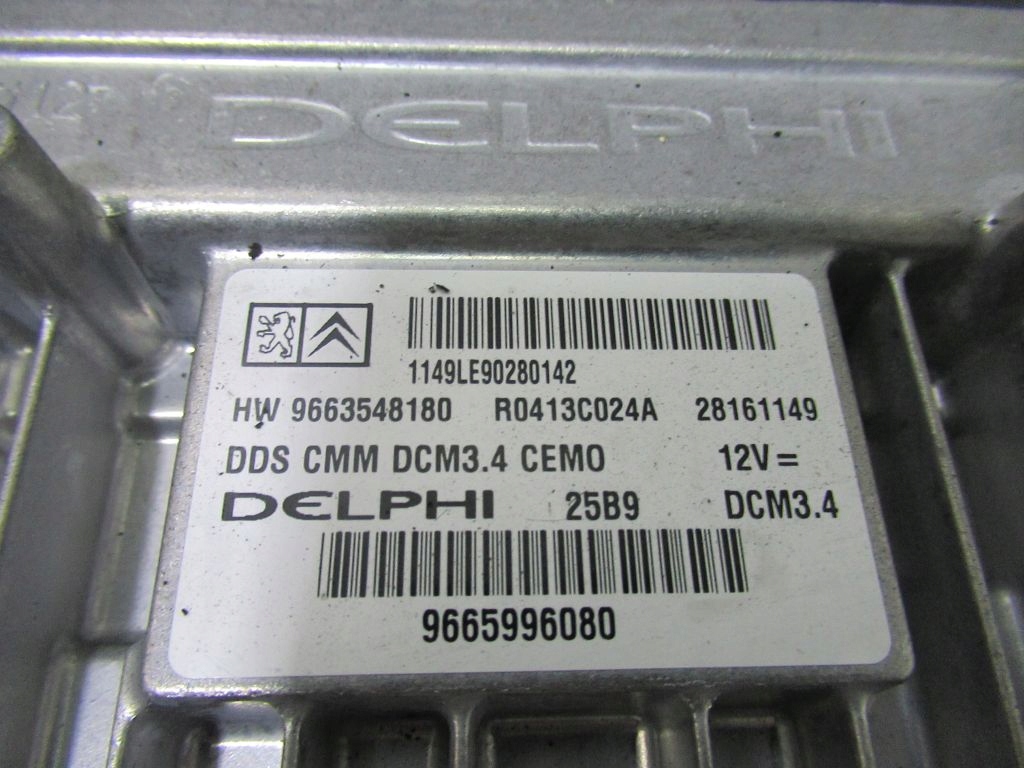 DELPHI
1149LE90280142
HW 9663548180 R0413C024A 28161149
DDS CMM DCM3.4 CEMO 12V=
DELPHI 25B9 DCM3.4
9665996080